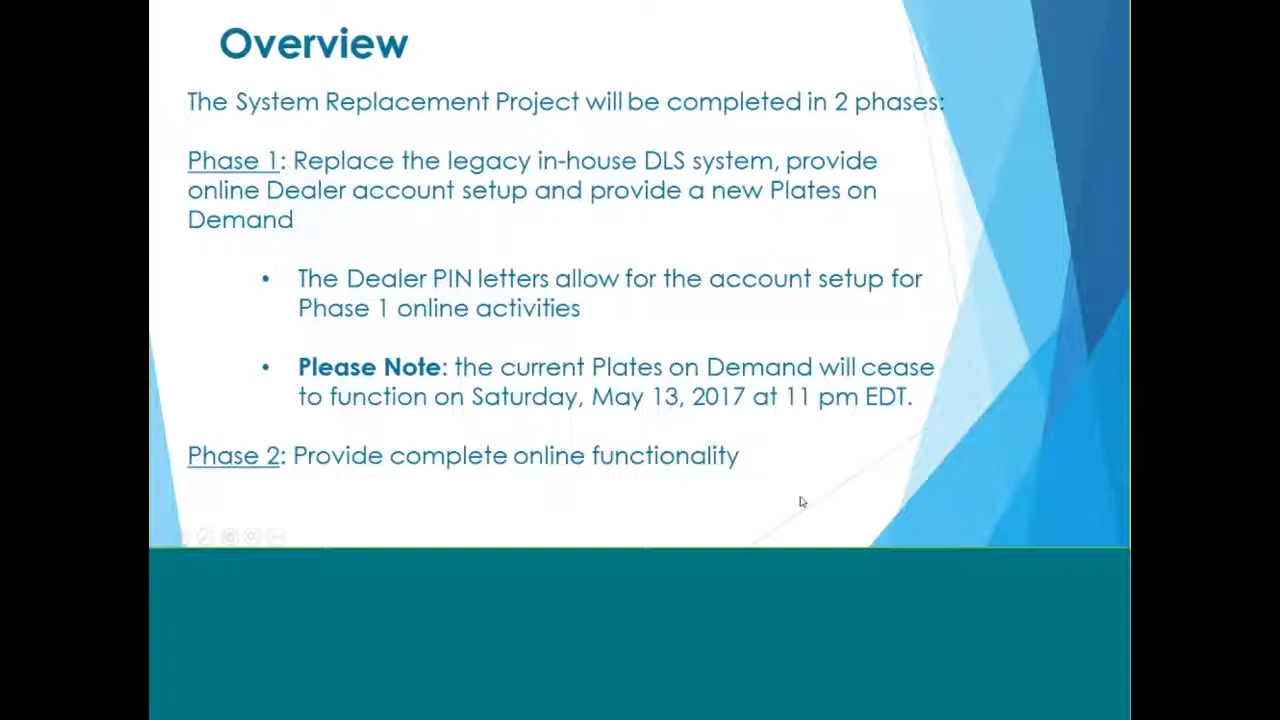 Overview
The System Replacement Project will be completed in 2 phases:
Phase 1: Replace the legacy in-house DLS system, provide
online Dealer account setup and provide a new Plates on
Demand
• The Dealer PIN letters allow for the account setup for
Phase 1 online activities
• Please Note: the current Plates on Demand will cease
to function on Saturday, May 13, 2017 at 11 pm EDT.
Phase 2: Provide complete online functionality